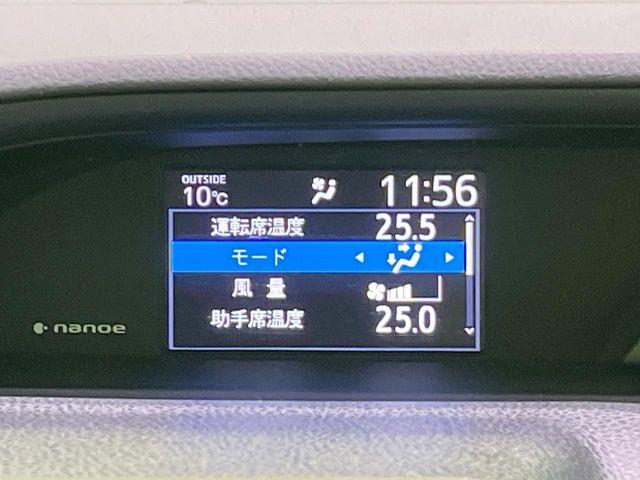 OUTSIDE
10℃ 11:56
運転席温度 25.5
モード
風量
助手席温度 25.0
nanoe